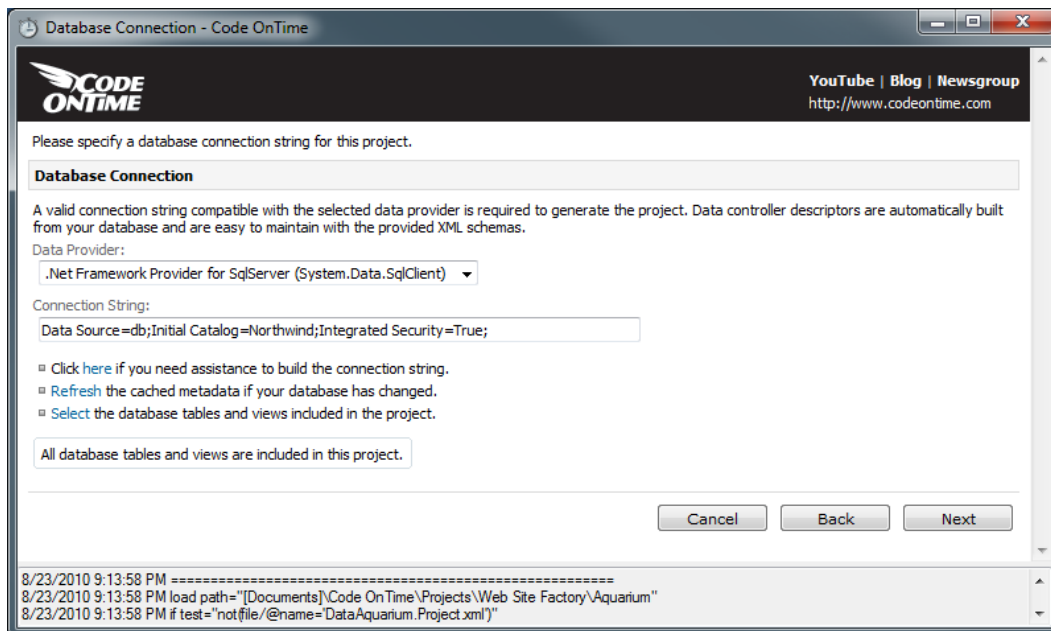 Database Connection - Code OnTime
CODE
ONTIME
YouTube | Blog | Newsgroup
http://www.codeontime.com
Please specify a database connection string for this project.
Database Connection
A valid connection string compatible with the selected data provider is required to generate the project. Data controller descriptors are automatically built
from your database and are easy to maintain with the provided XML schemas.
Data Provider:
.Net Framework Provider for SqlServer (System.Data.SqlClient)
Connection String:
Data Source=db;Initial Catalog=Northwind;Integrated Security=True;
Click here if you need assistance to build the connection string.
Refresh the cached metadata if your database has changed.
Select the database tables and views included in the project.
All database tables and views are included in this project.
Cancel Back Next
8/23/2010 9:13:58 PM ========================================================
8/23/2010 9:13:58 PM load path="[Documents]\Code OnTime\Projects\Web Site Factory\Aquarium"
8/23/2010 9:13:58 PM if test="not(file/@name='DataAquarium.Project.xml')"